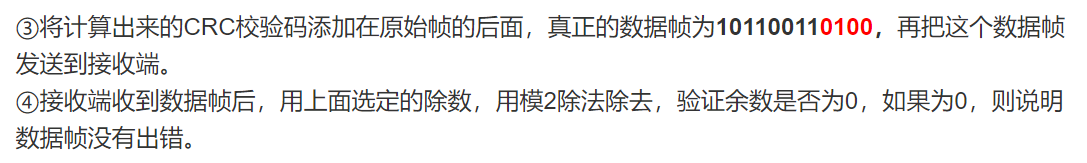 ③将计算出来的CRC校验码添加在原始帧的后面，真正的数据帧为101100110100，再把这个数据帧
发送到接收端。
④接收端收到数据帧后，用上面选定的除数，用模2除法除去，验证余数是否为0，如果为0，则说明
数据帧没有出错。